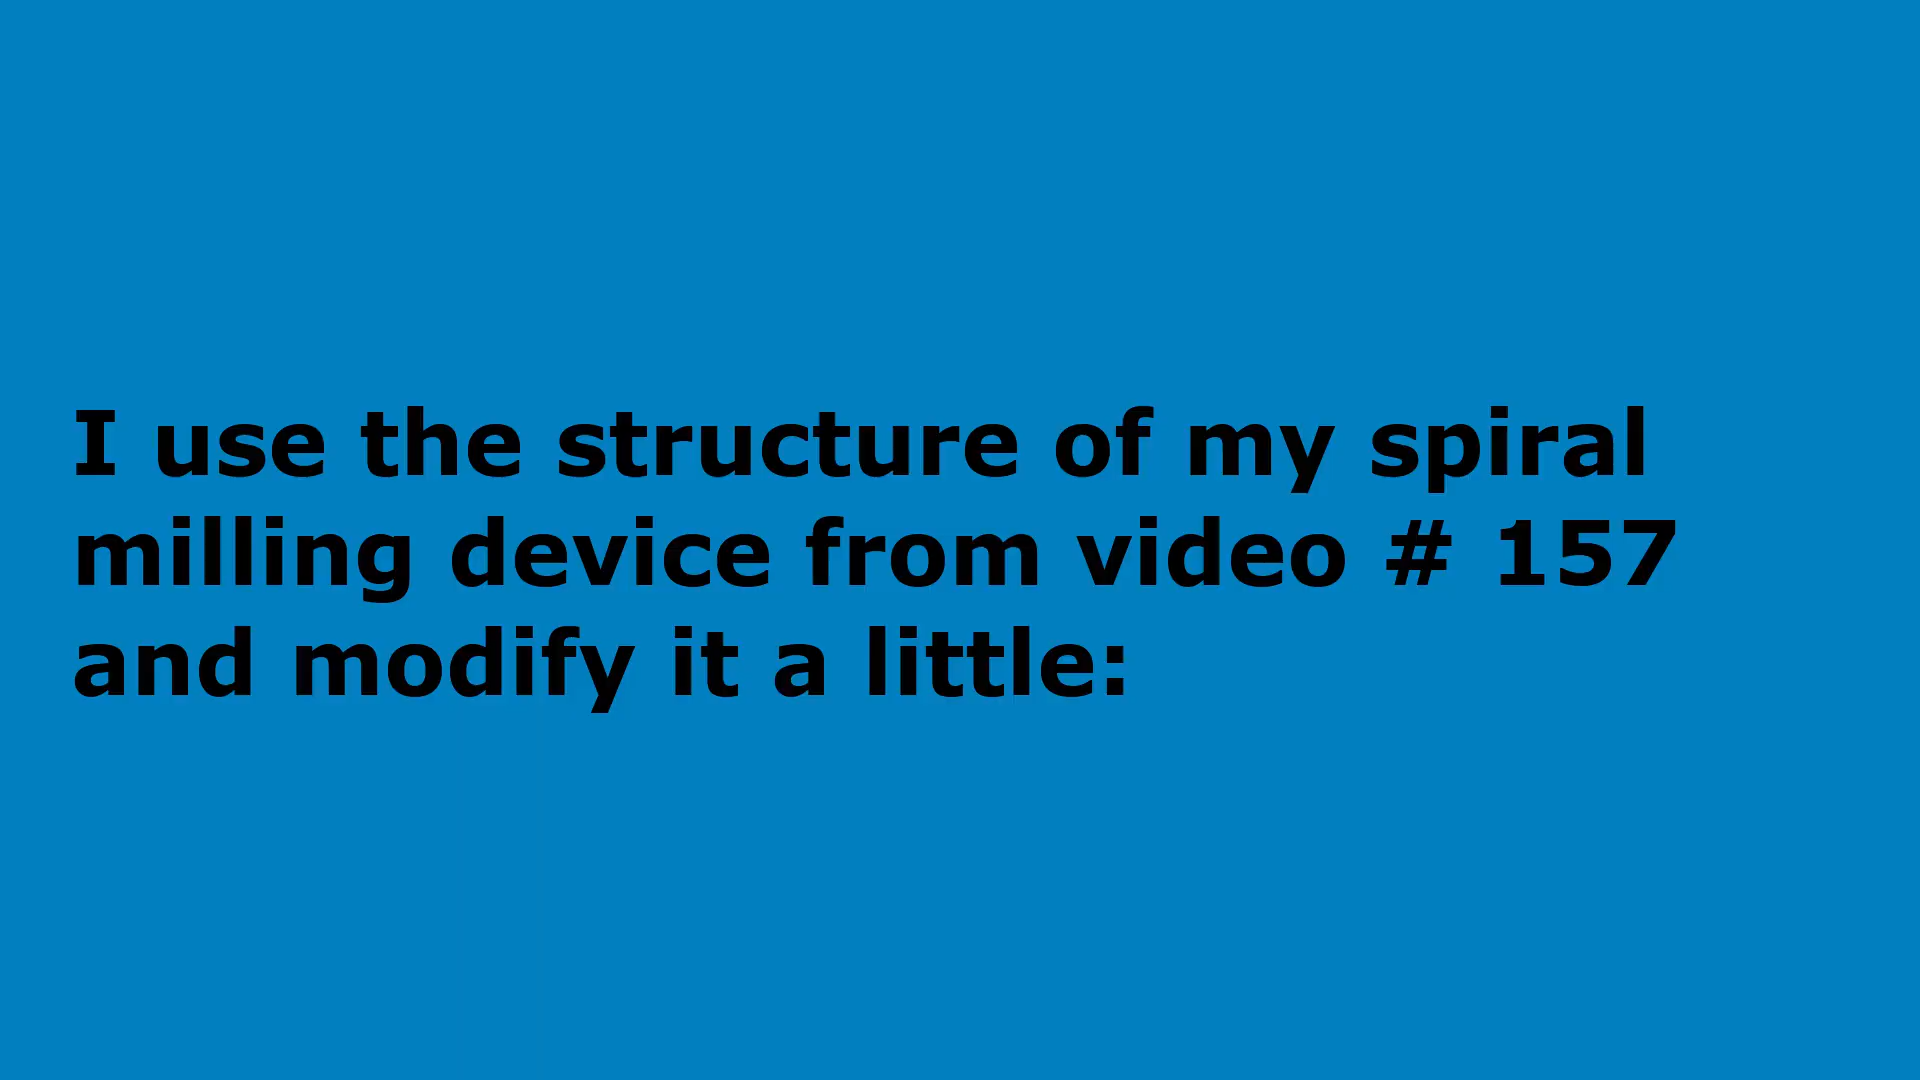 I use the structure of my spiral
milling device from video # 157
and modify it a little: